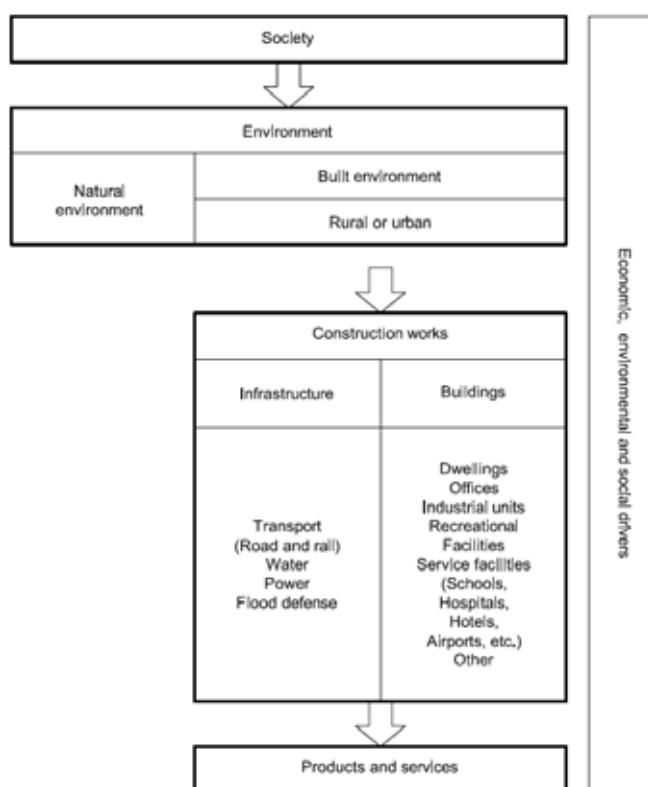 Society
Environment
Natural
environment
Built environment
Rural or urban
Construction works
Infrastructure
Buildings
Transport
(Road and rail)
Water
Power
Flood defense
Dwellings
Offices
Industrial units
Recreational
Facilities
Service facilities
(Schools,
Hospitals,
Hotels,
Airports, etc.)
Other
Products and services
Economic, environmental and social drivers